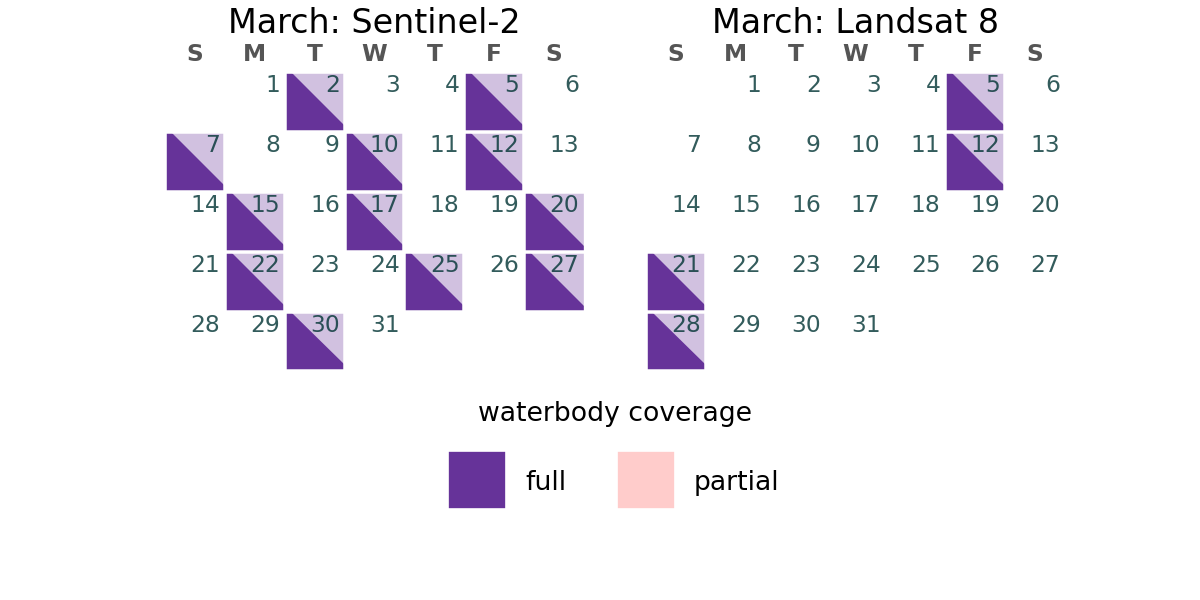 March: Sentinel-2
S M T W T F S
1 2 3 4 5 6
7 8 9 10 11 12 13
14 15 16 17 18 19 20
21 22 23 24 25 26 27
28 29 30 31
March: Landsat 8
S M T W T F S
1 2 3 4 5 6
7 8 9 10 11 12 13
14 15 16 17 18 19 20
21 22 23 24 25 26 27
28 29 30 31
waterbody coverage
full partial